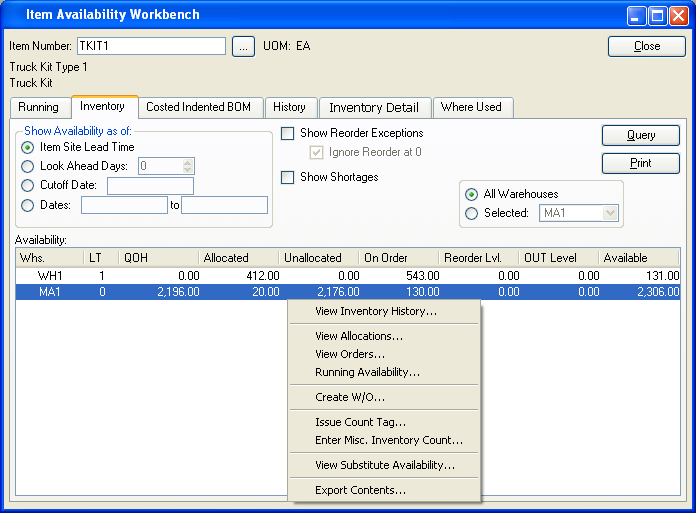 Item Availability Workbench
Item Number: TKIT1 ... UOM: EA Close
Truck Kit Type 1
Truck Kit
Running Inventory Costed Indented BOM History Inventory Detail Where Used
Show Availability as of:
Item Site Lead Time
Look Ahead Days: 0
Cutoff Date:
Dates: to
Show Reorder Exceptions
Ignore Reorder at 0
Show Shortages
Query
Print
All Warehouses
Selected: MA1
Availability:
Whs. LT QOH Allocated Unallocated On Order Reorder Lvl. OUT Level Available
WH1 1 0.00 412.00 0.00 543.00 0.00 0.00 131.00
MA1 0 2,196.00 20.00 2,176.00 130.00 0.00 0.00 2,306.00
View Inventory History...
View Allocations...
View Orders...
Running Availability...
Create W/O...
Issue Count Tag...
Enter Misc. Inventory Count...
View Substitute Availability...
Export Contents...